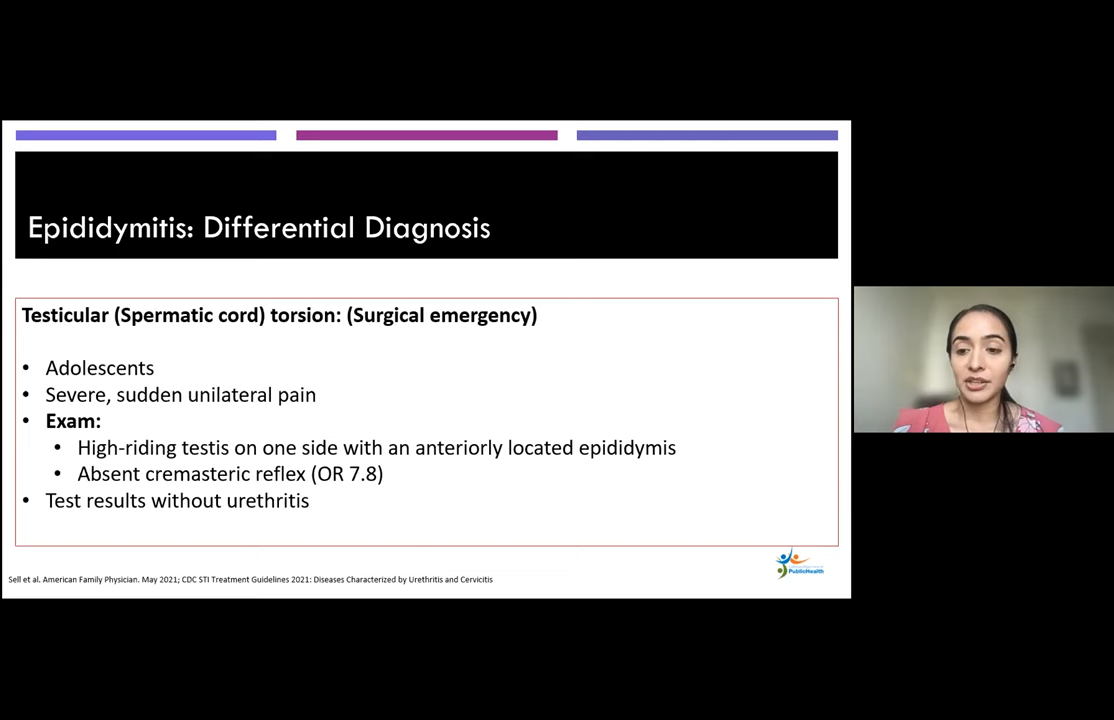 Epididymitis: Differential Diagnosis
Testicular (Spermatic cord) torsion: (Surgical emergency)
• Adolescents
• Severe, sudden unilateral pain
• Exam:
• High-riding testis on one side with an anteriorly located epididymis
• Absent cremasteric reflex (OR 7.8)
• Test results without urethritis
PublicHealth
Sell et al. American Family Physician. May 2021; CDC STI Treatment Guidelines 2021: Diseases Characterized by Urethritis and Cervicitis